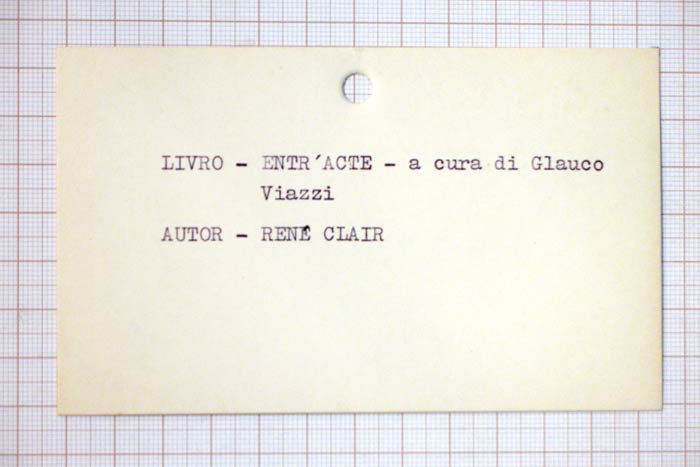 LIVRO - ENTR'ACTE - a cura di Glauco
Viazzi
AUTOR - RENÉ CLAIR